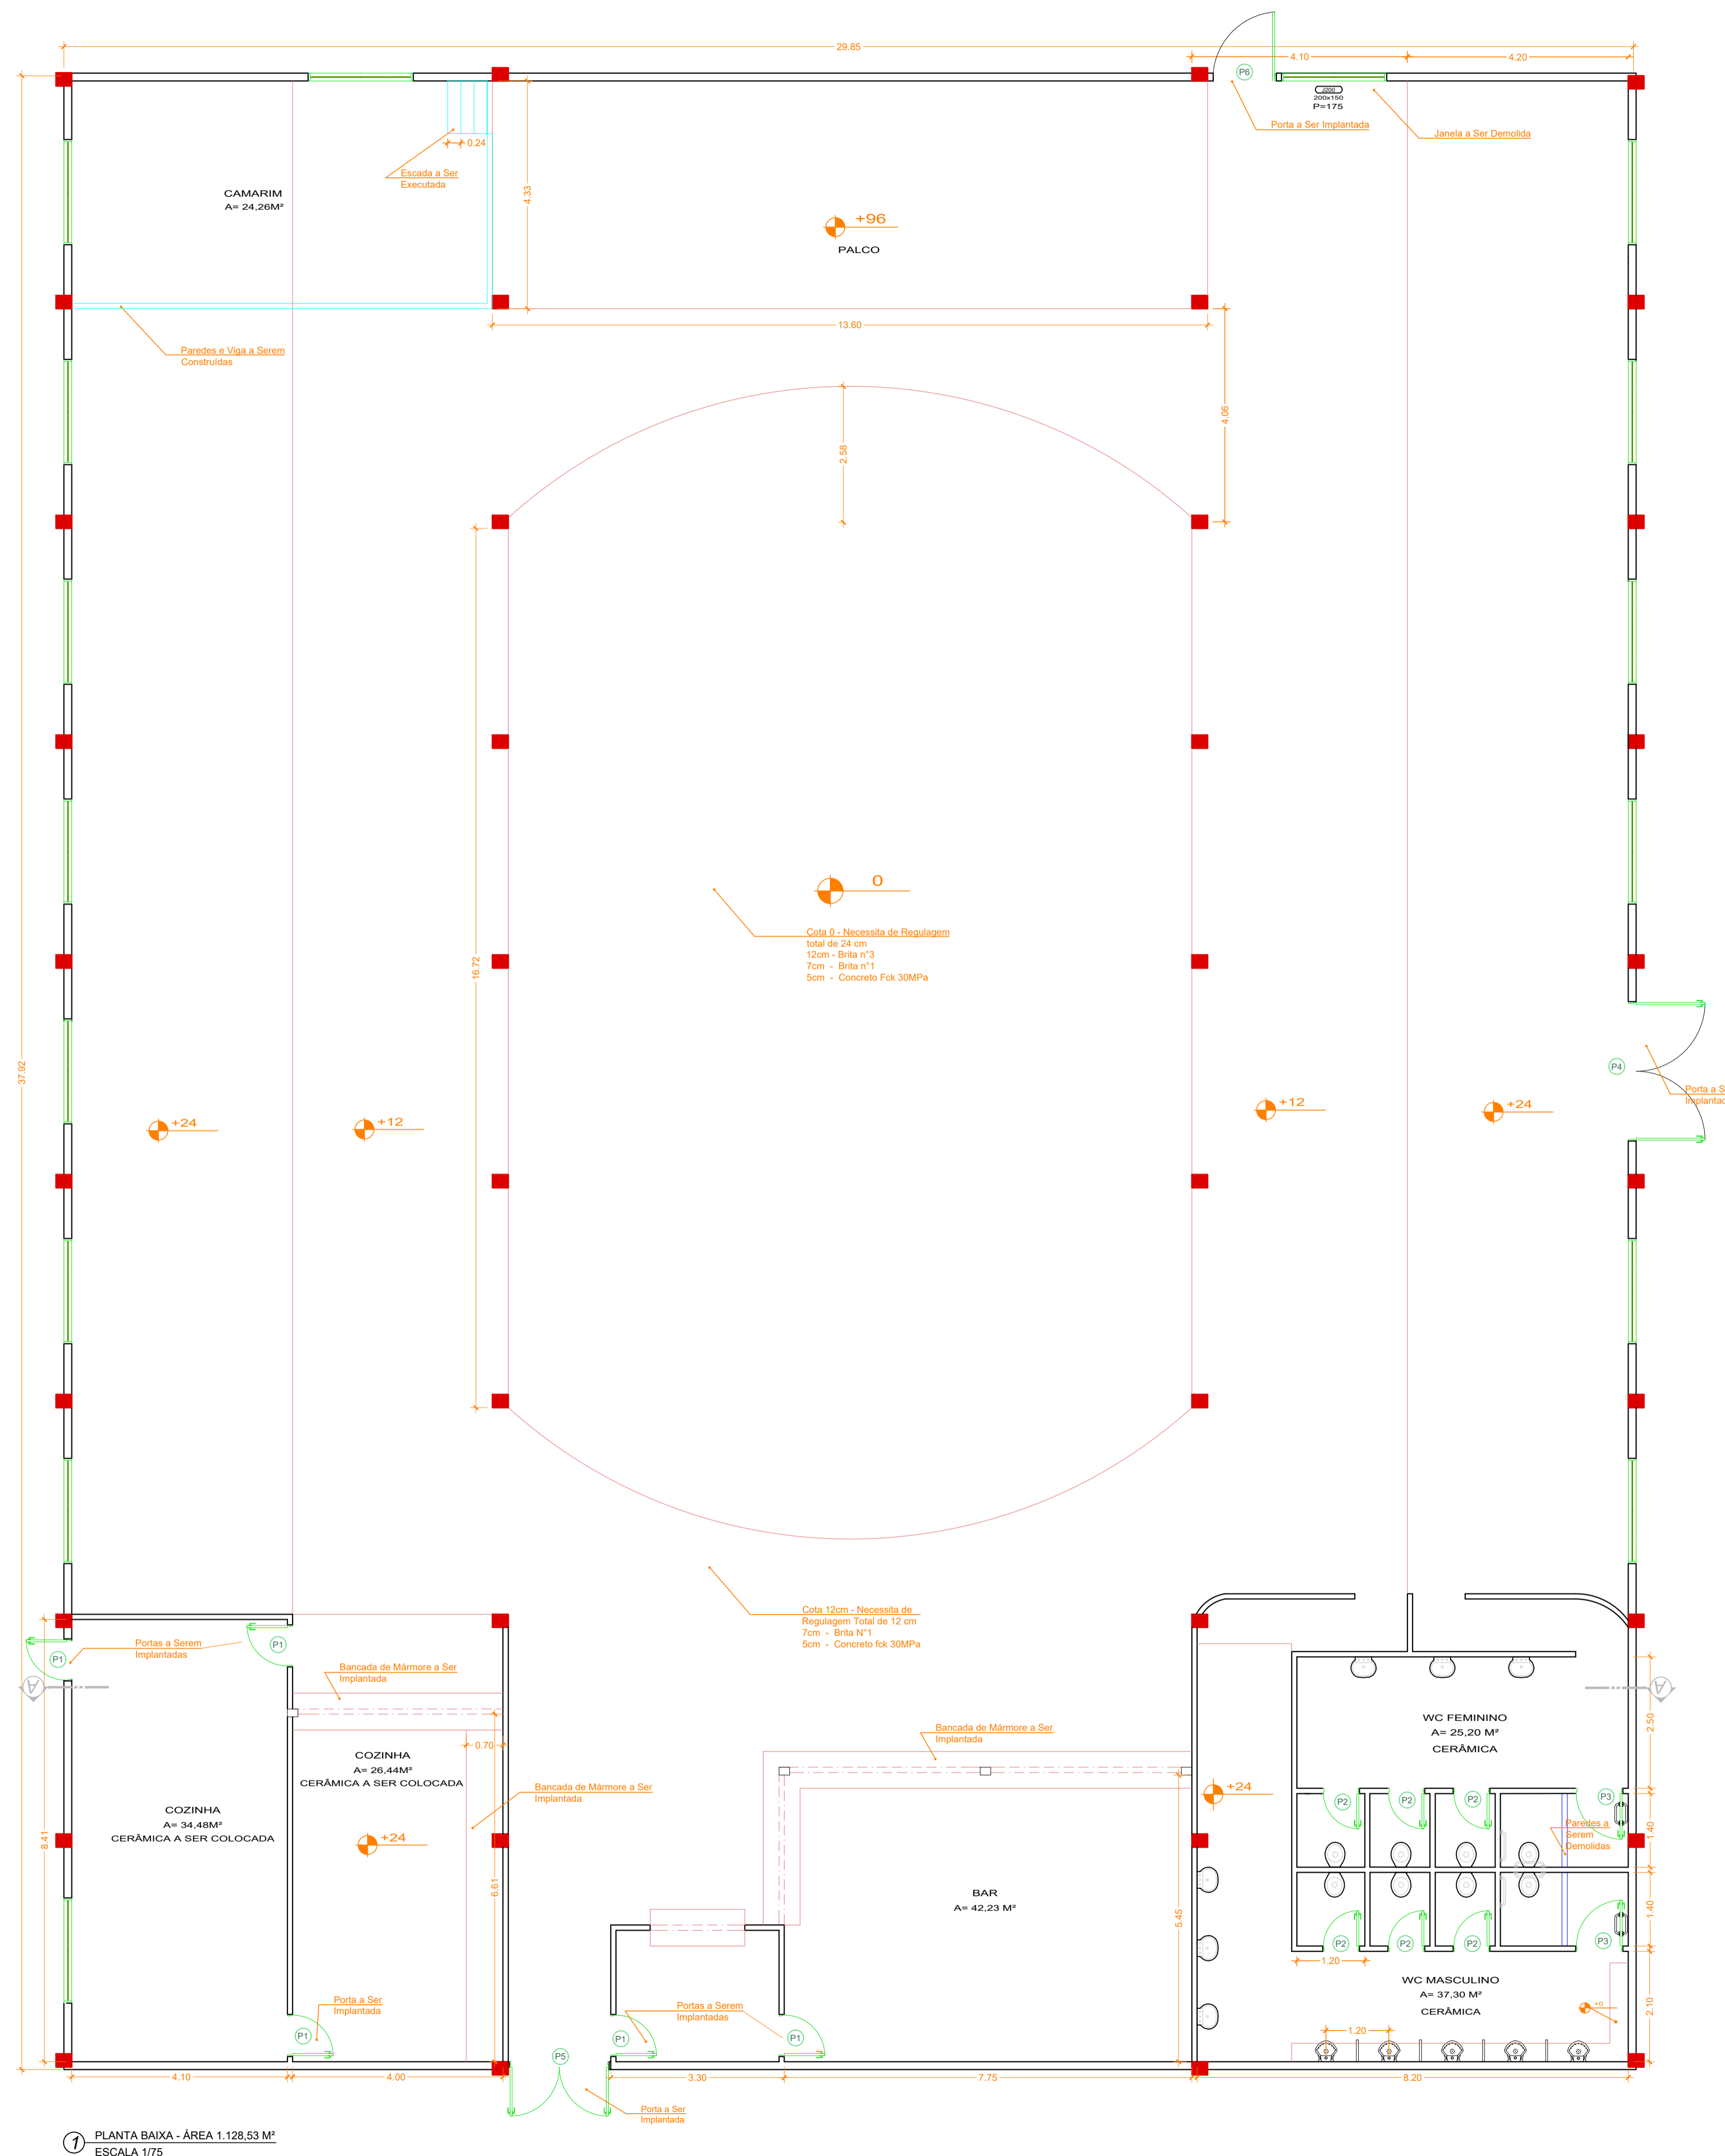 29.85
4.10
4.20
P6
J200
200x150
P=175
Porta a Ser Implantada
Janela a Ser Demolida
0.24
Escada a Ser
Executada
CAMARIM
A= 24,26M²
4.33
+96
PALCO
13.60
Paredes e Viga a Serem
Construídas
4.06
2.58
0
Cota 0 - Necessita de Regulagem
total de 24 cm
12cm - Brita n°3
7cm - Brita n°1
5cm - Concreto Fck 30MPa
16.72
37.92
P4
Porta a S
Implantad
+24
+12
+12
+24
Cota 12cm - Necessita de
Regulagem Total de 12 cm
7cm - Brita N°1
5cm - Concreto fck 30MPa
Portas a Serem
Implantadas
P1
P1
A
A
Bancada de Mármore a Ser
Implantada
0.70
COZINHA
A= 26,44M²
CERÂMICA A SER COLOCADA
Bancada de Mármore a Ser
Implantada
Bancada de Mármore a Ser
Implantada
COZINHA
A= 34,48M²
CERÂMICA A SER COLOCADA
+24
8.41
6.61
BAR
A= 42,23 M²
5.45
+24
WC FEMININO
A= 25,20 M²
CERÂMICA
2.50
P2
P2
P2
P3
Paredes a
Serem
Demolidas
1.40
1.40
P2
P2
P2
P3
1.20
WC MASCULINO
A= 37,30 M²
CERÂMICA
+0
2.10
1.20
Porta a Ser
Implantada
P1
Portas a Serem
Implantadas
P1
P1
P5
4.10
4.00
3.30
7.75
8.20
Porta a Ser
Implantada
1
PLANTA BAIXA - ÁREA 1.128,53 M²
ESCALA 1/75